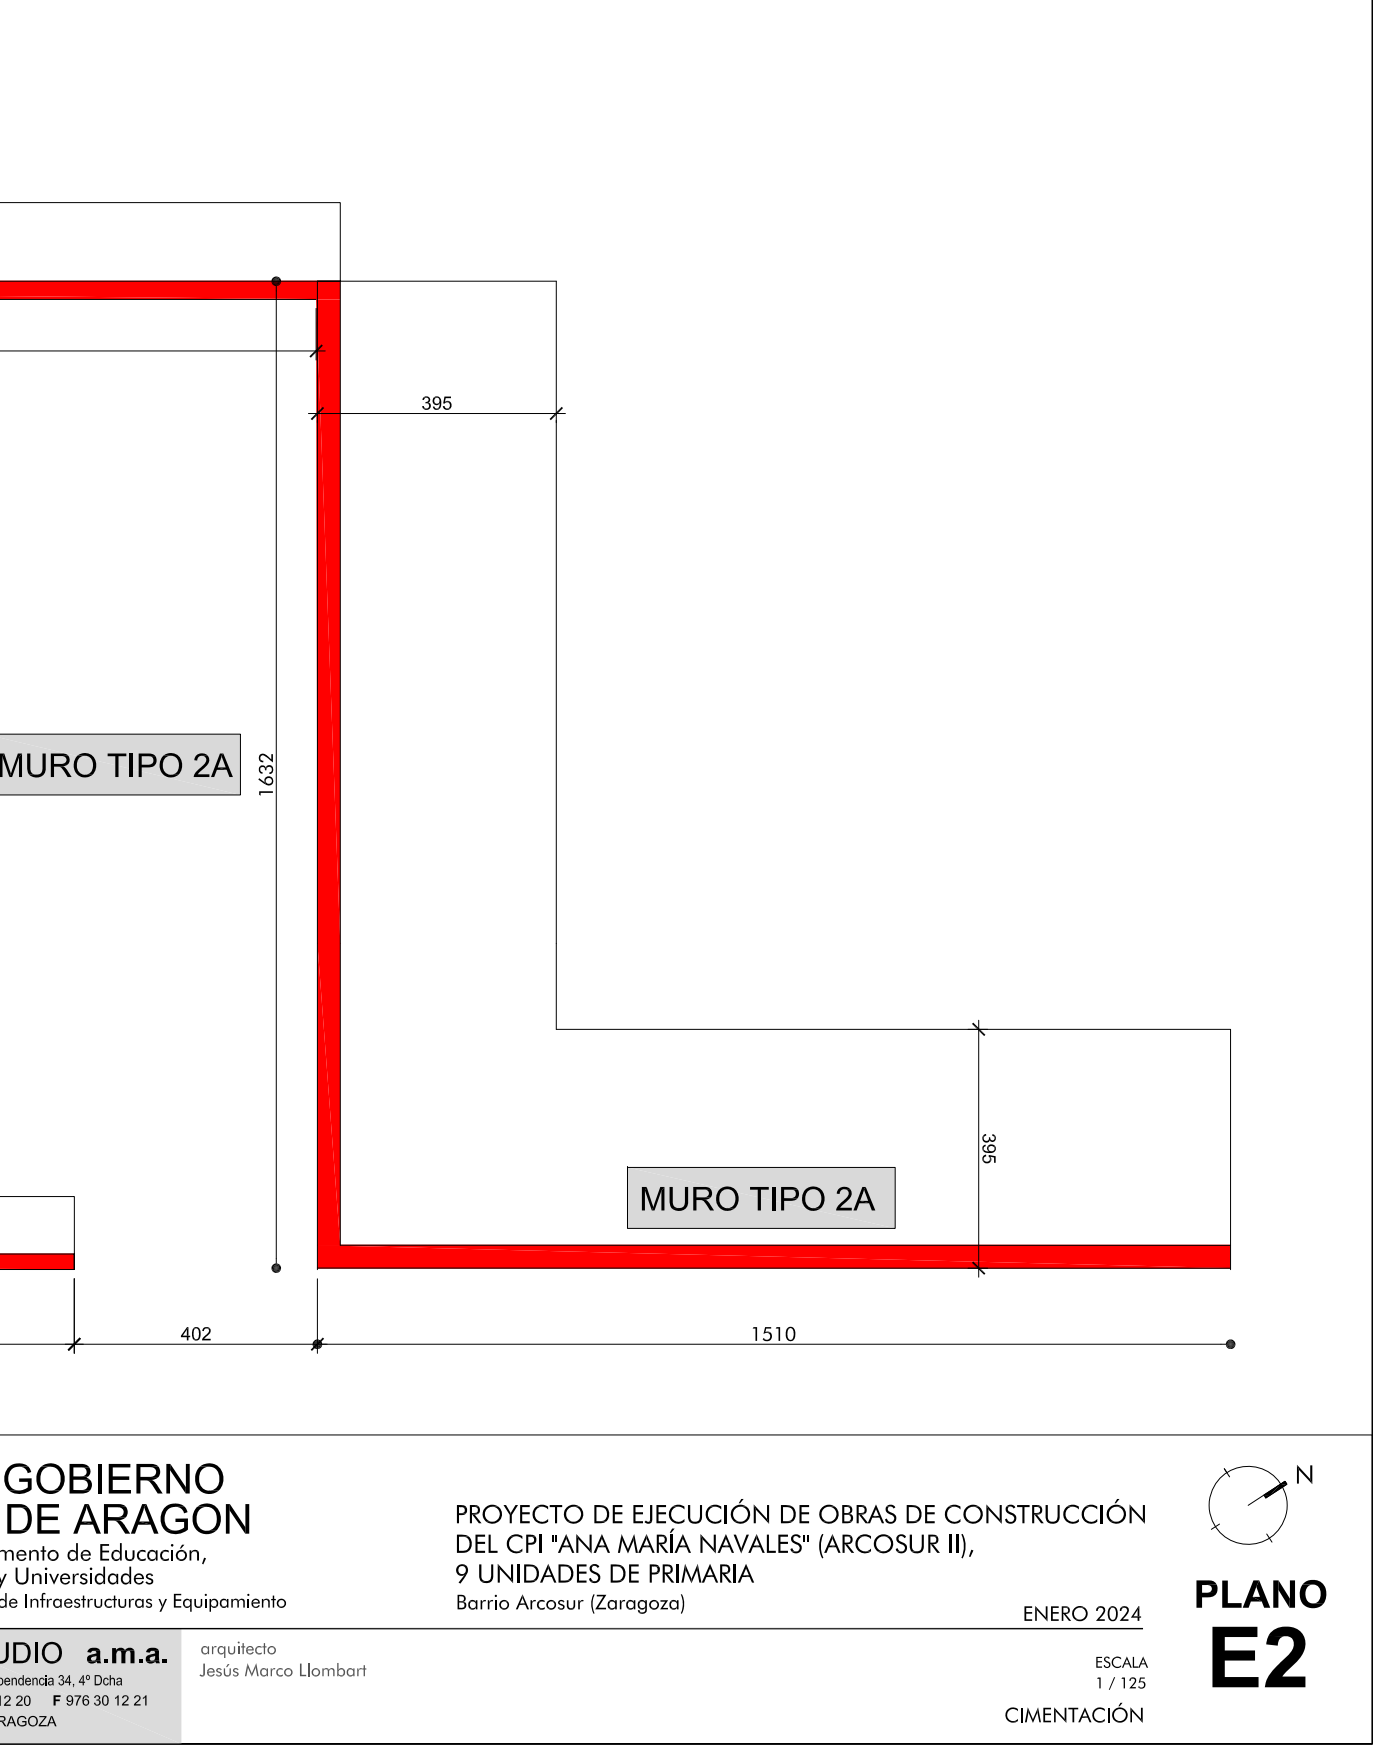 395
MURO TIPO 2A
1632
395
MURO TIPO 2A
402
1510
GOBIERNO
DE ARAGON
mento de Educación,
y Universidades
de Infraestructuras y Equipamiento
PROYECTO DE EJECUCIÓN DE OBRAS DE CONSTRUCCIÓN
DEL CPI "ANA MARÍA NAVALES" (ARCOSUR II),
9 UNIDADES DE PRIMARIA
Barrio Arcosur (Zaragoza)
ENERO 2024
N
PLANO
E2
UDIO a.m.a.
pendencia 34, 4º Dcha
12 20 F 976 30 12 21
RAGOZA
arquitecto
Jesús Marco Llombart
ESCALA
1 / 125
CIMENTACIÓN